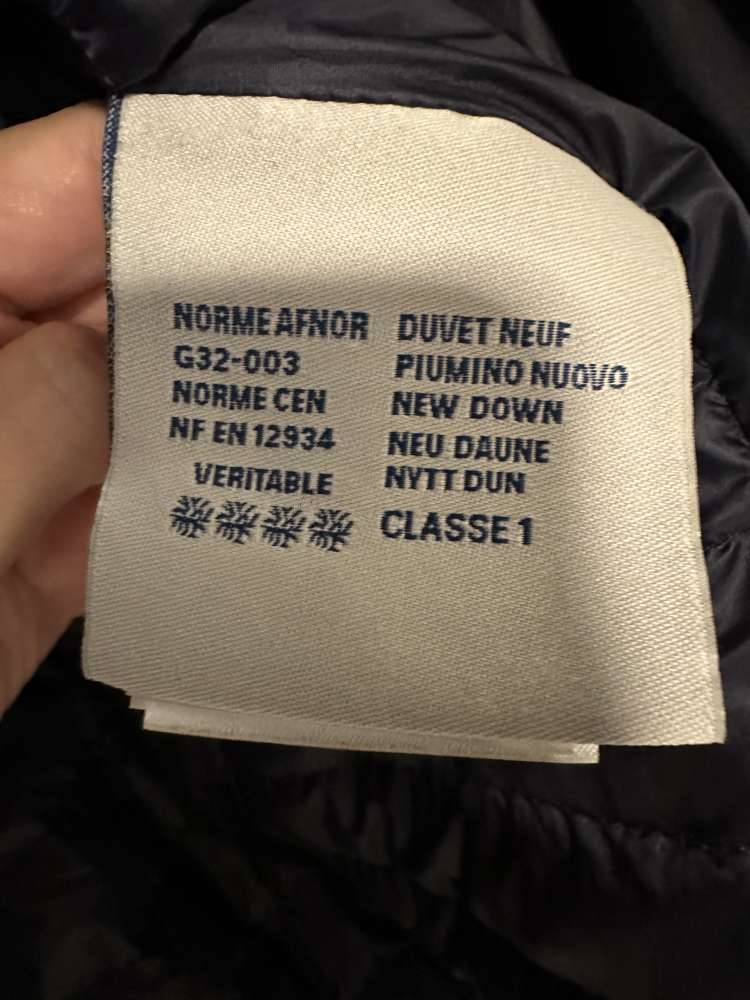 NORME AFNOR
G32-003
NORME CEN
NF EN 12934
VERITABLE
DUVET NEUF
PIUMINO NUOVO
NEW DOWN
NEU DAUNE
NYTT DUN
CLASSE 1